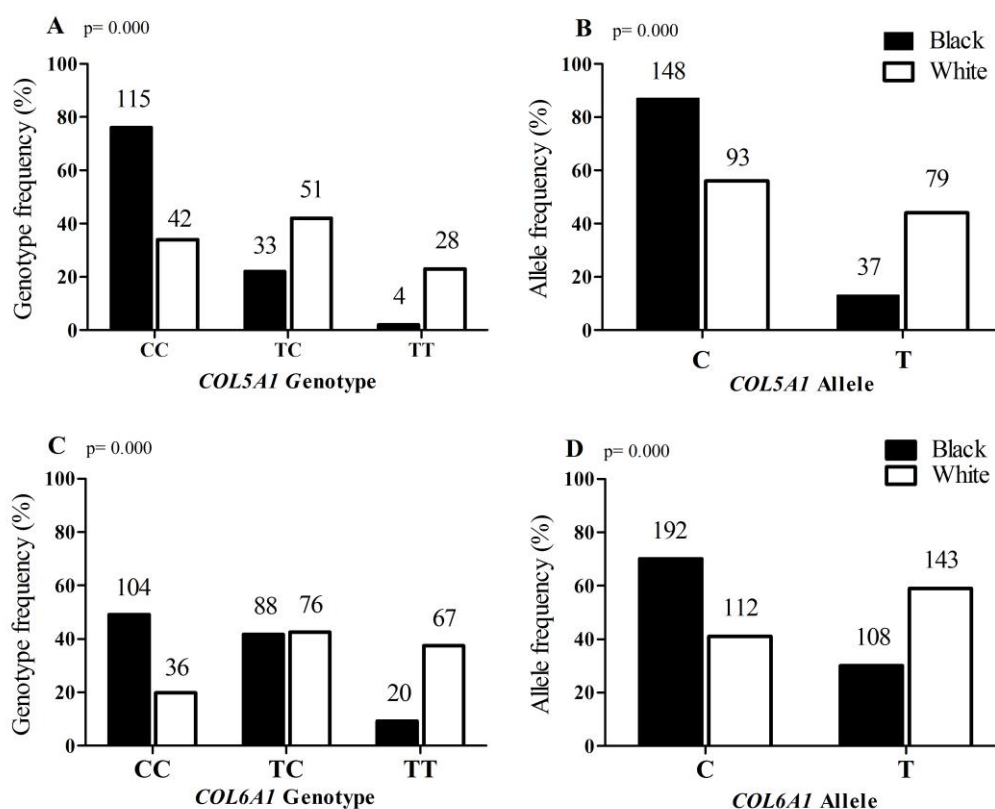 A p= 0.000
Genotype frequency (%)
100
80
60
40
20
0
115
42
33
51
4
28
CC TC TT
COL5A1 Genotype
B p= 0.000
Black
White
Allele frequency (%)
100
80
60
40
20
0
148
93
37
79
C T
COL5A1 Allele
C p= 0.000
Genotype frequency (%)
100
80
60
40
20
0
104
36
88
76
20
67
CC TC TT
COL6A1 Genotype
D p= 0.000
Black
White
Allele frequency (%)
100
80
60
40
20
0
192
112
108
143
C T
COL6A1 Allele